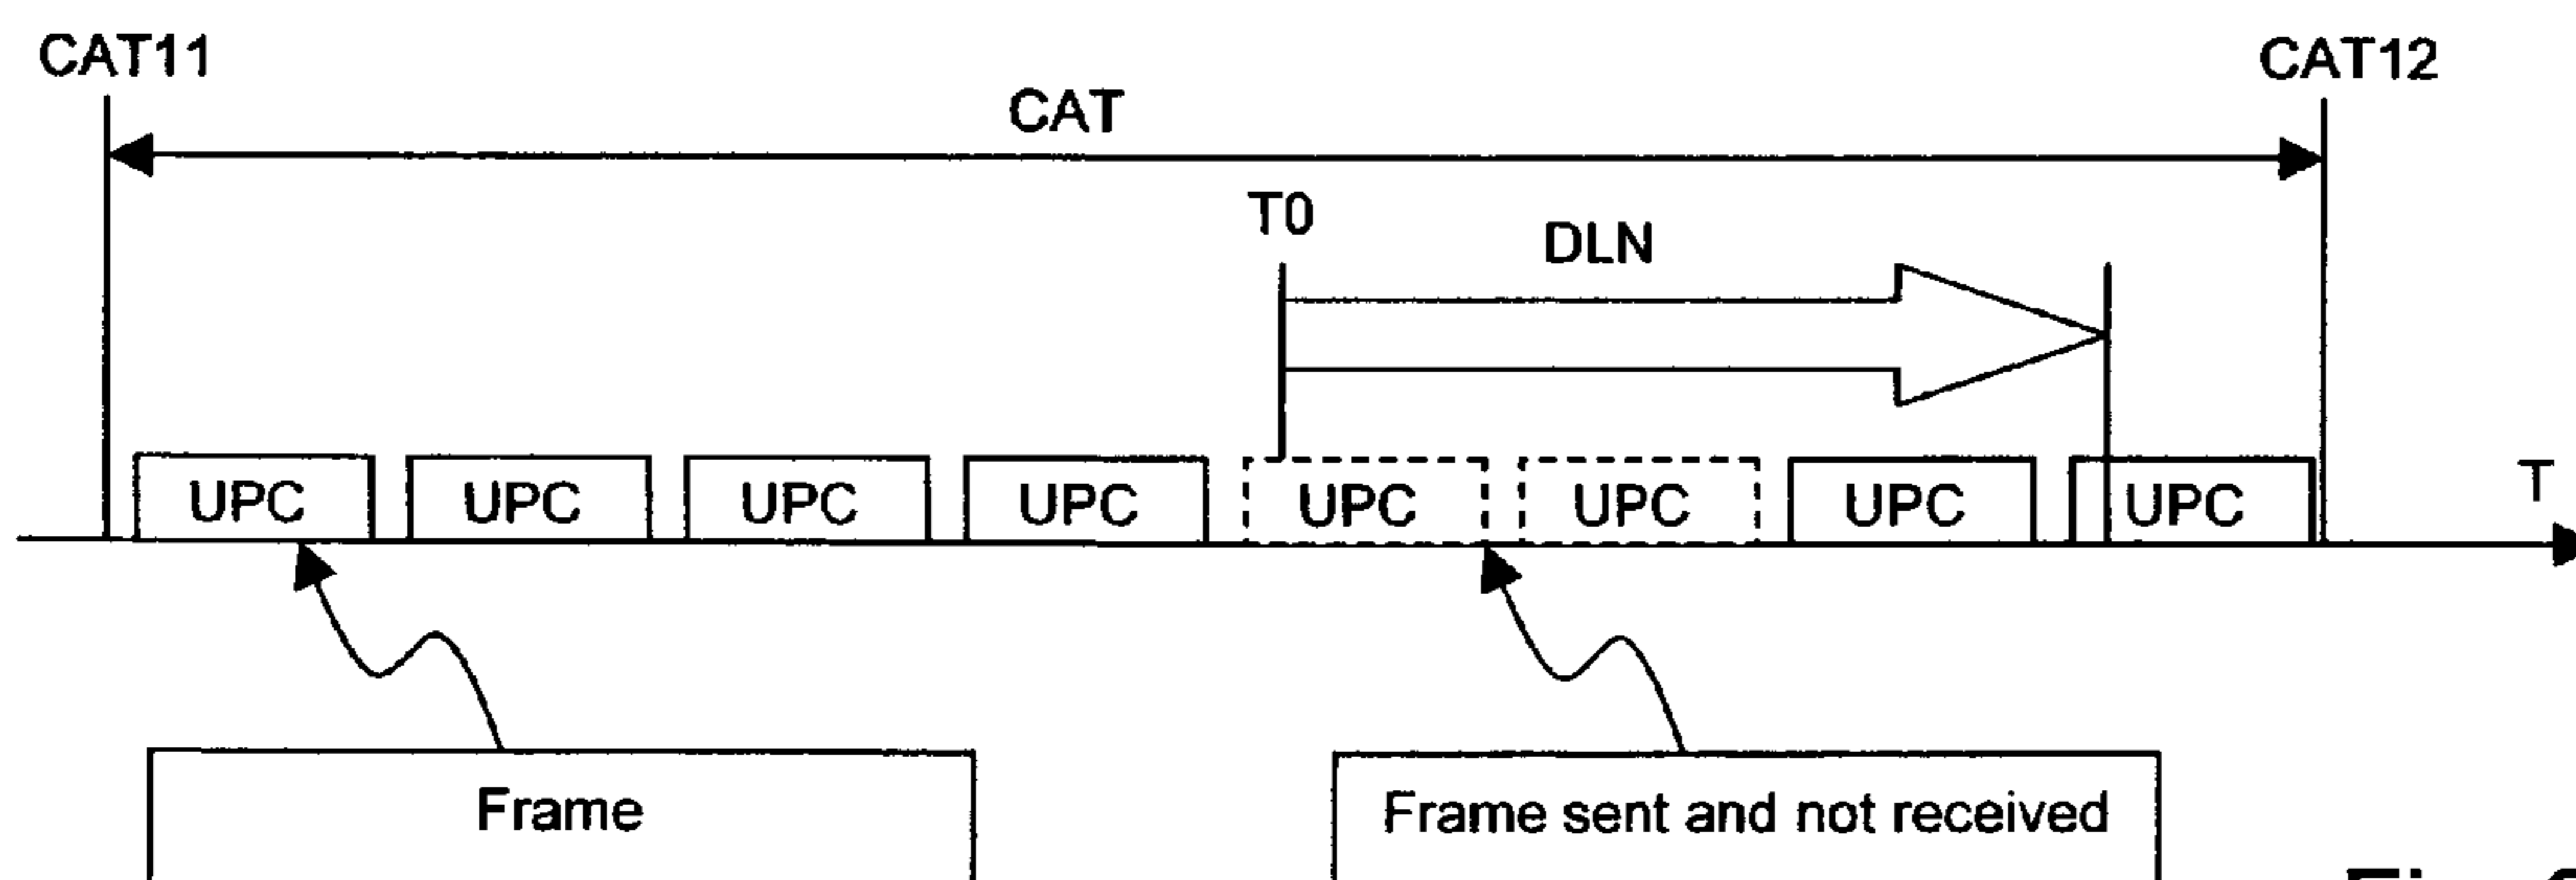 CAT11
CAT12
CAT
T0
DLN
UPC UPC UPC UPC UPC UPC UPC UPC
T
Frame
Frame sent and not received